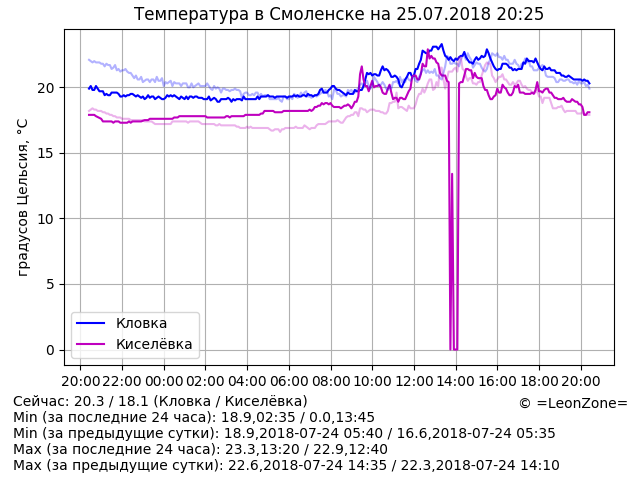 Температура в Смоленске на 25.07.2018 20:25
градусов Цельсия, °C
20
15
10
5
0
Кловка
Киселёвка
20:00 22:00 00:00 02:00 04:00 06:00 08:00 10:00 12:00 14:00 16:00 18:00 20:00
Сейчас: 20.3 / 18.1 (Кловка / Киселёвка)
© =LeonZone=
Min (за последние 24 часа): 18.9,02:35 / 0.0,13:45
Min (за предыдущие сутки): 18.9,2018-07-24 05:40 / 16.6,2018-07-24 05:35
Max (за последние 24 часа): 23.3,13:20 / 22.9,12:40
Max (за предыдущие сутки): 22.6,2018-07-24 14:35 / 22.3,2018-07-24 14:10